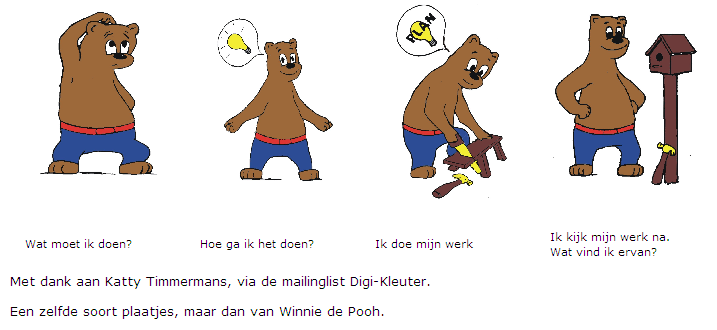 PLAN
Wat moet ik doen?
Hoe ga ik het doen?
Ik doe mijn werk
Ik kijk mijn werk na.
Wat vind ik ervan?
Met dank aan Katty Timmermans, via de mailinglist Digi-Kleuter.
Een zelfde soort plaatjes, maar dan van Winnie de Pooh.